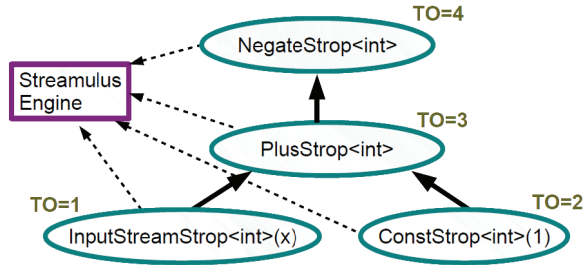 TO=4
NegateStrop<int>
Streamulus
Engine
TO=3
PlusStrop<int>
TO=1
TO=2
InputStreamStrop<int>(x)
ConstStrop<int>(1)